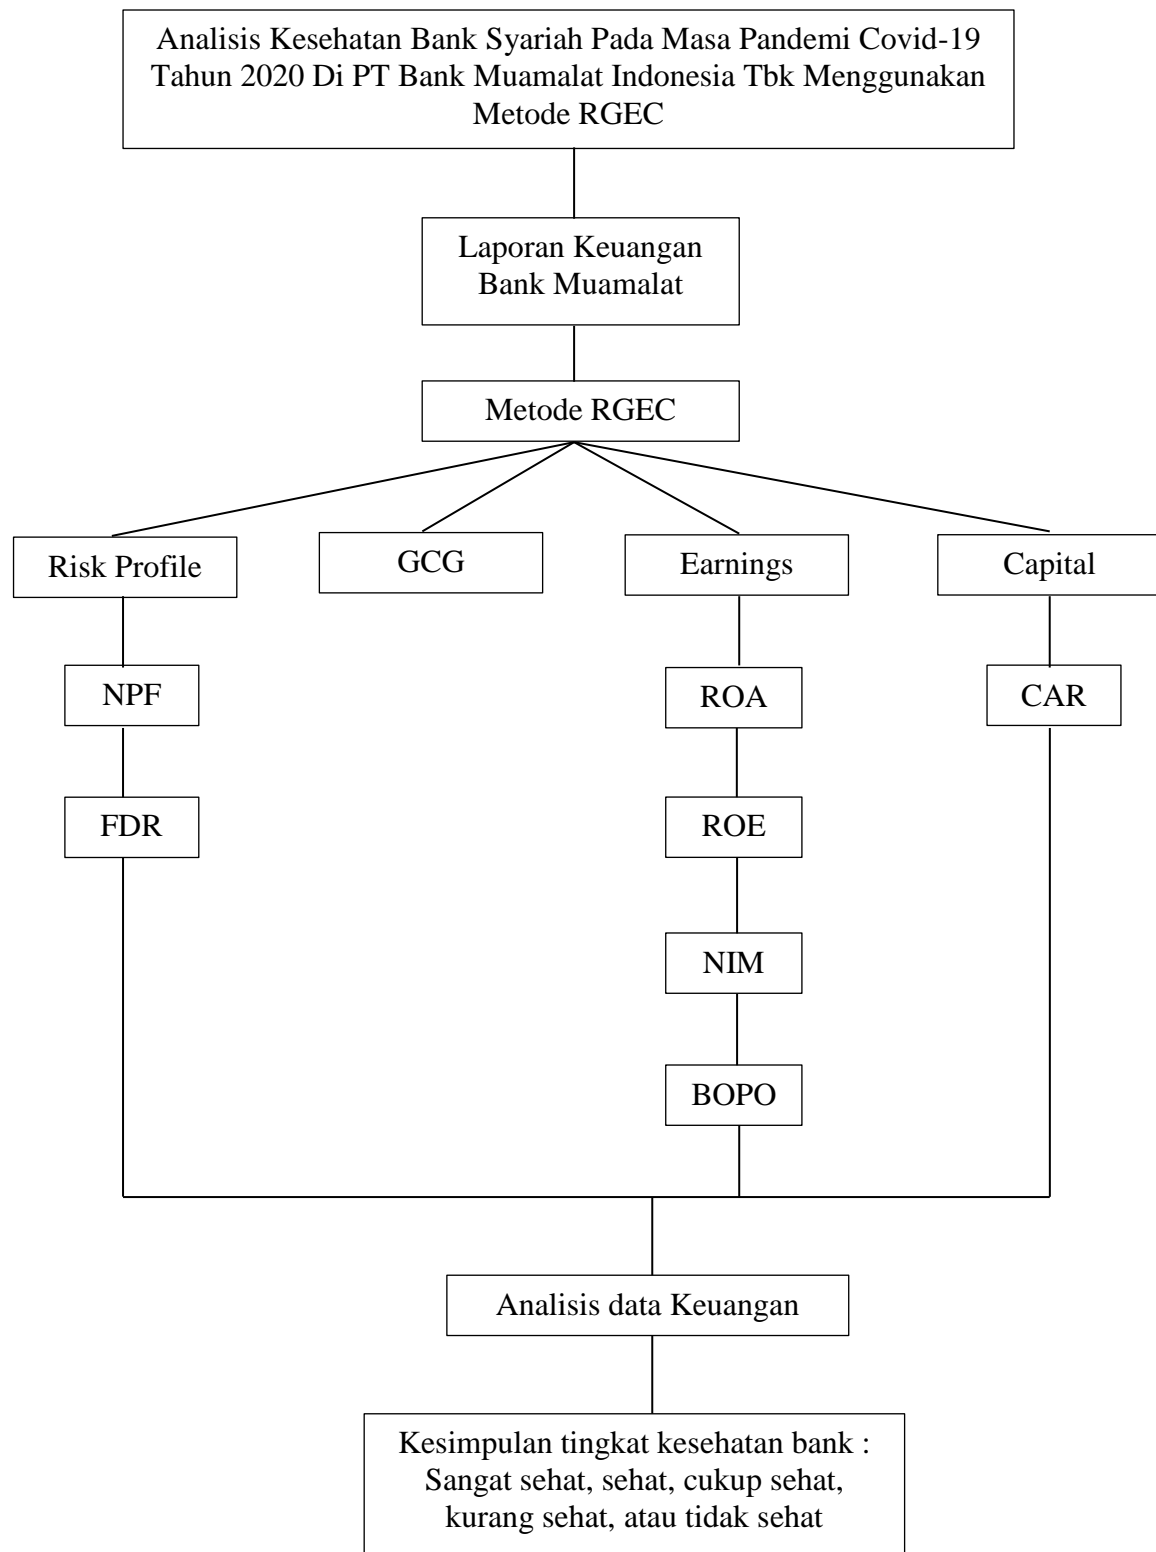 Analisis Kesehatan Bank Syariah Pada Masa Pandemi Covid-19
Tahun 2020 Di PT Bank Muamalat Indonesia Tbk Menggunakan
Metode RGEC
Laporan Keuangan
Bank Muamalat
Metode RGEC
Risk Profile
GCG
Earnings
Capital
NPF
ROA
CAR
FDR
ROE
NIM
BOPO
Analisis data Keuangan
Kesimpulan tingkat kesehatan bank :
Sangat sehat, sehat, cukup sehat,
kurang sehat, atau tidak sehat